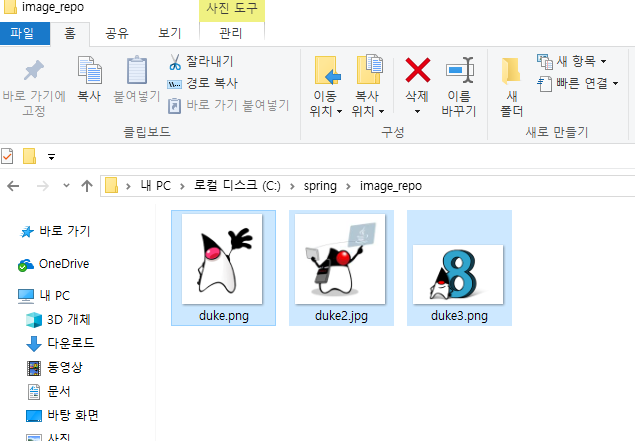 image_repo
사진 도구
파일
홈
공유
보기
관리
바로 가기에
고정
복사
붙여넣기
잘라내기
경로 복사
바로 가기 붙여넣기
클립보드
이동
위치
복사
위치
삭제
이름
바꾸기
구성
새
폴더
새 항목
빠른 연결
새로 만들기
내 PC > 로컬 디스크 (C:) > spring > image_repo
바로 가기
OneDrive
내 PC
3D 개체
다운로드
동영상
문서
바탕 화면
사진
8
duke.png
duke2.jpg
duke3.png